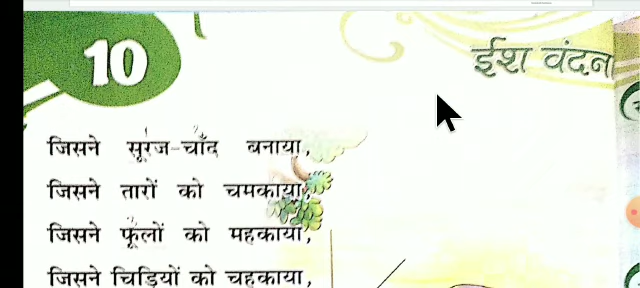 10
ईश वंदन
जिसने सूरज-चाँद बनाया,
जिसने तारों को चमकाया,
जिसने फूलों को महकाया,
जिसने चिड़ियों को चहकाया,